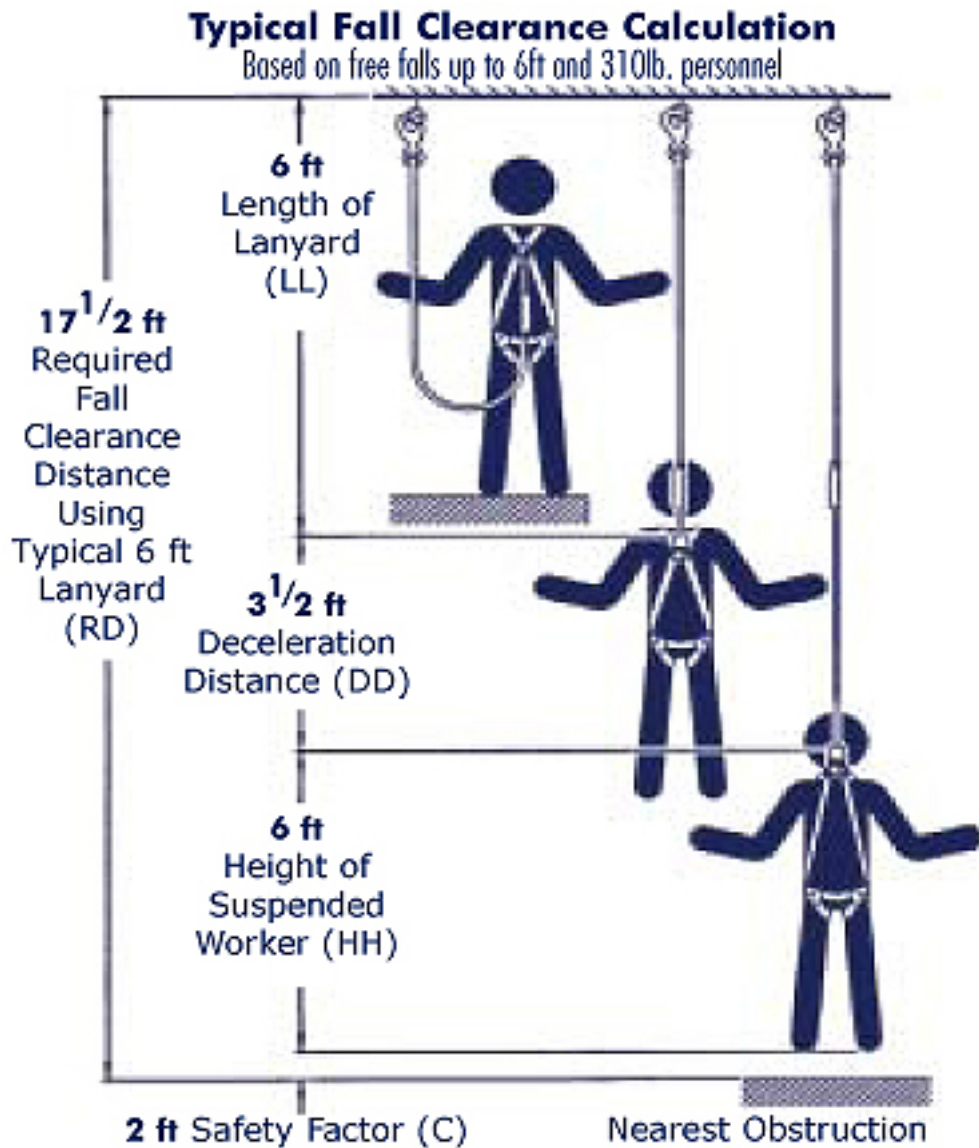 Typical Fall Clearance Calculation
Based on free falls up to 6ft and 310lb. personnel
6 ft
Length of
Lanyard
(LL)
17 1/2 ft
Required
Fall
Clearance
Distance
Using
Typical 6 ft
Lanyard
(RD)
3 1/2 ft
Deceleration
Distance (DD)
6 ft
Height of
Suspended
Worker (HH)
2 ft Safety Factor (C)
Nearest Obstruction